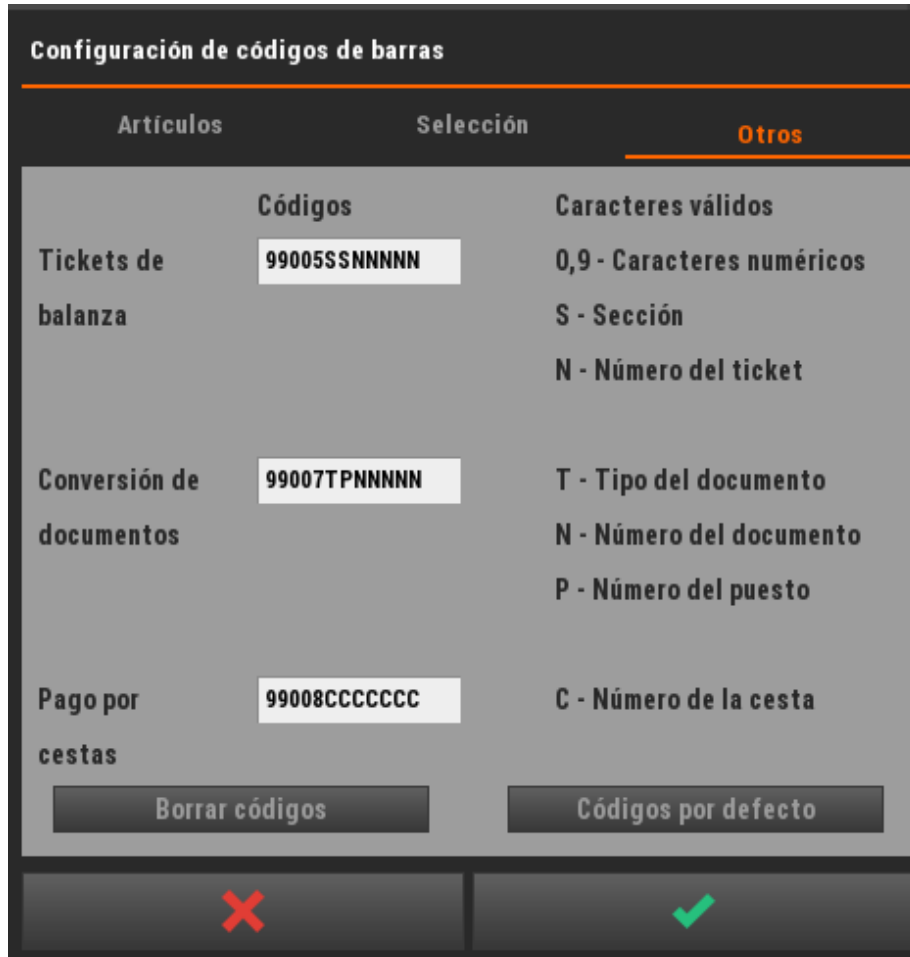 Configuración de códigos de barras
Artículos Selección Otros
Códigos Caracteres válidos
Tickets de 99005SSNNNNN 0,9 - Caracteres numéricos
balanza S - Sección
N - Número del ticket
Conversión de 99007TPNNNNN T - Tipo del documento
documentos N - Número del documento
P - Número del puesto
Pago por 99008CCCCCCC C - Número de la cesta
cestas
Borrar códigos Códigos por defecto